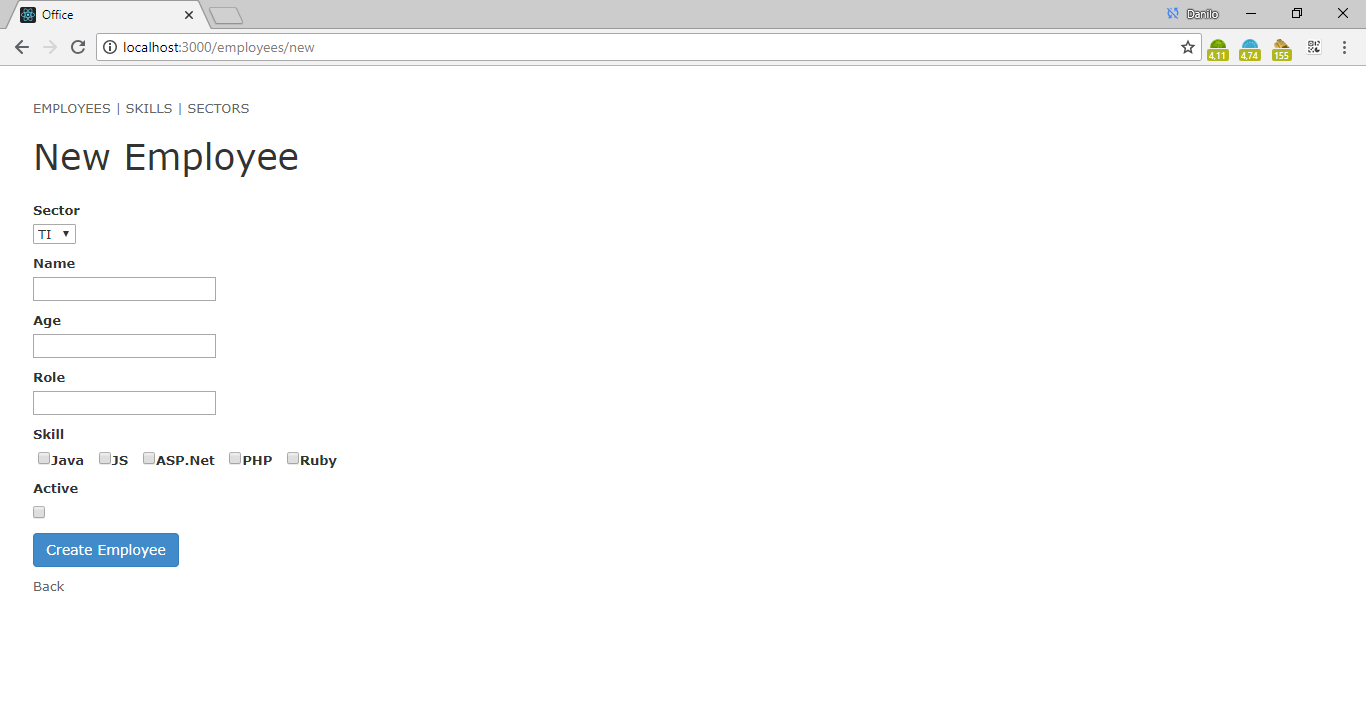 Office
Danilo
localhost:3000/employees/new
4,11
4,74
155
EMPLOYEES | SKILLS | SECTORS
New Employee
Sector
TI
Name
Age
Role
Skill
Java JS ASP.Net PHP Ruby
Active
Create Employee
Back